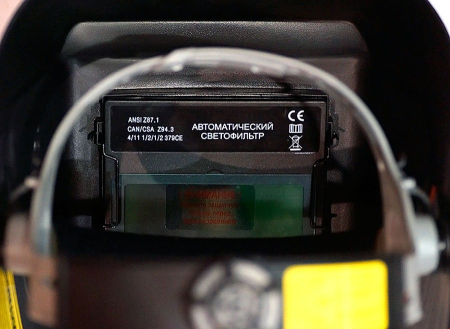 ANSI Z87.1
CAN/CSA Z94.3
4/11 1/2/1/2 379CE
АВТОМАТИЧЕСКИЙ
СВЕТОФИЛЬТР
CE